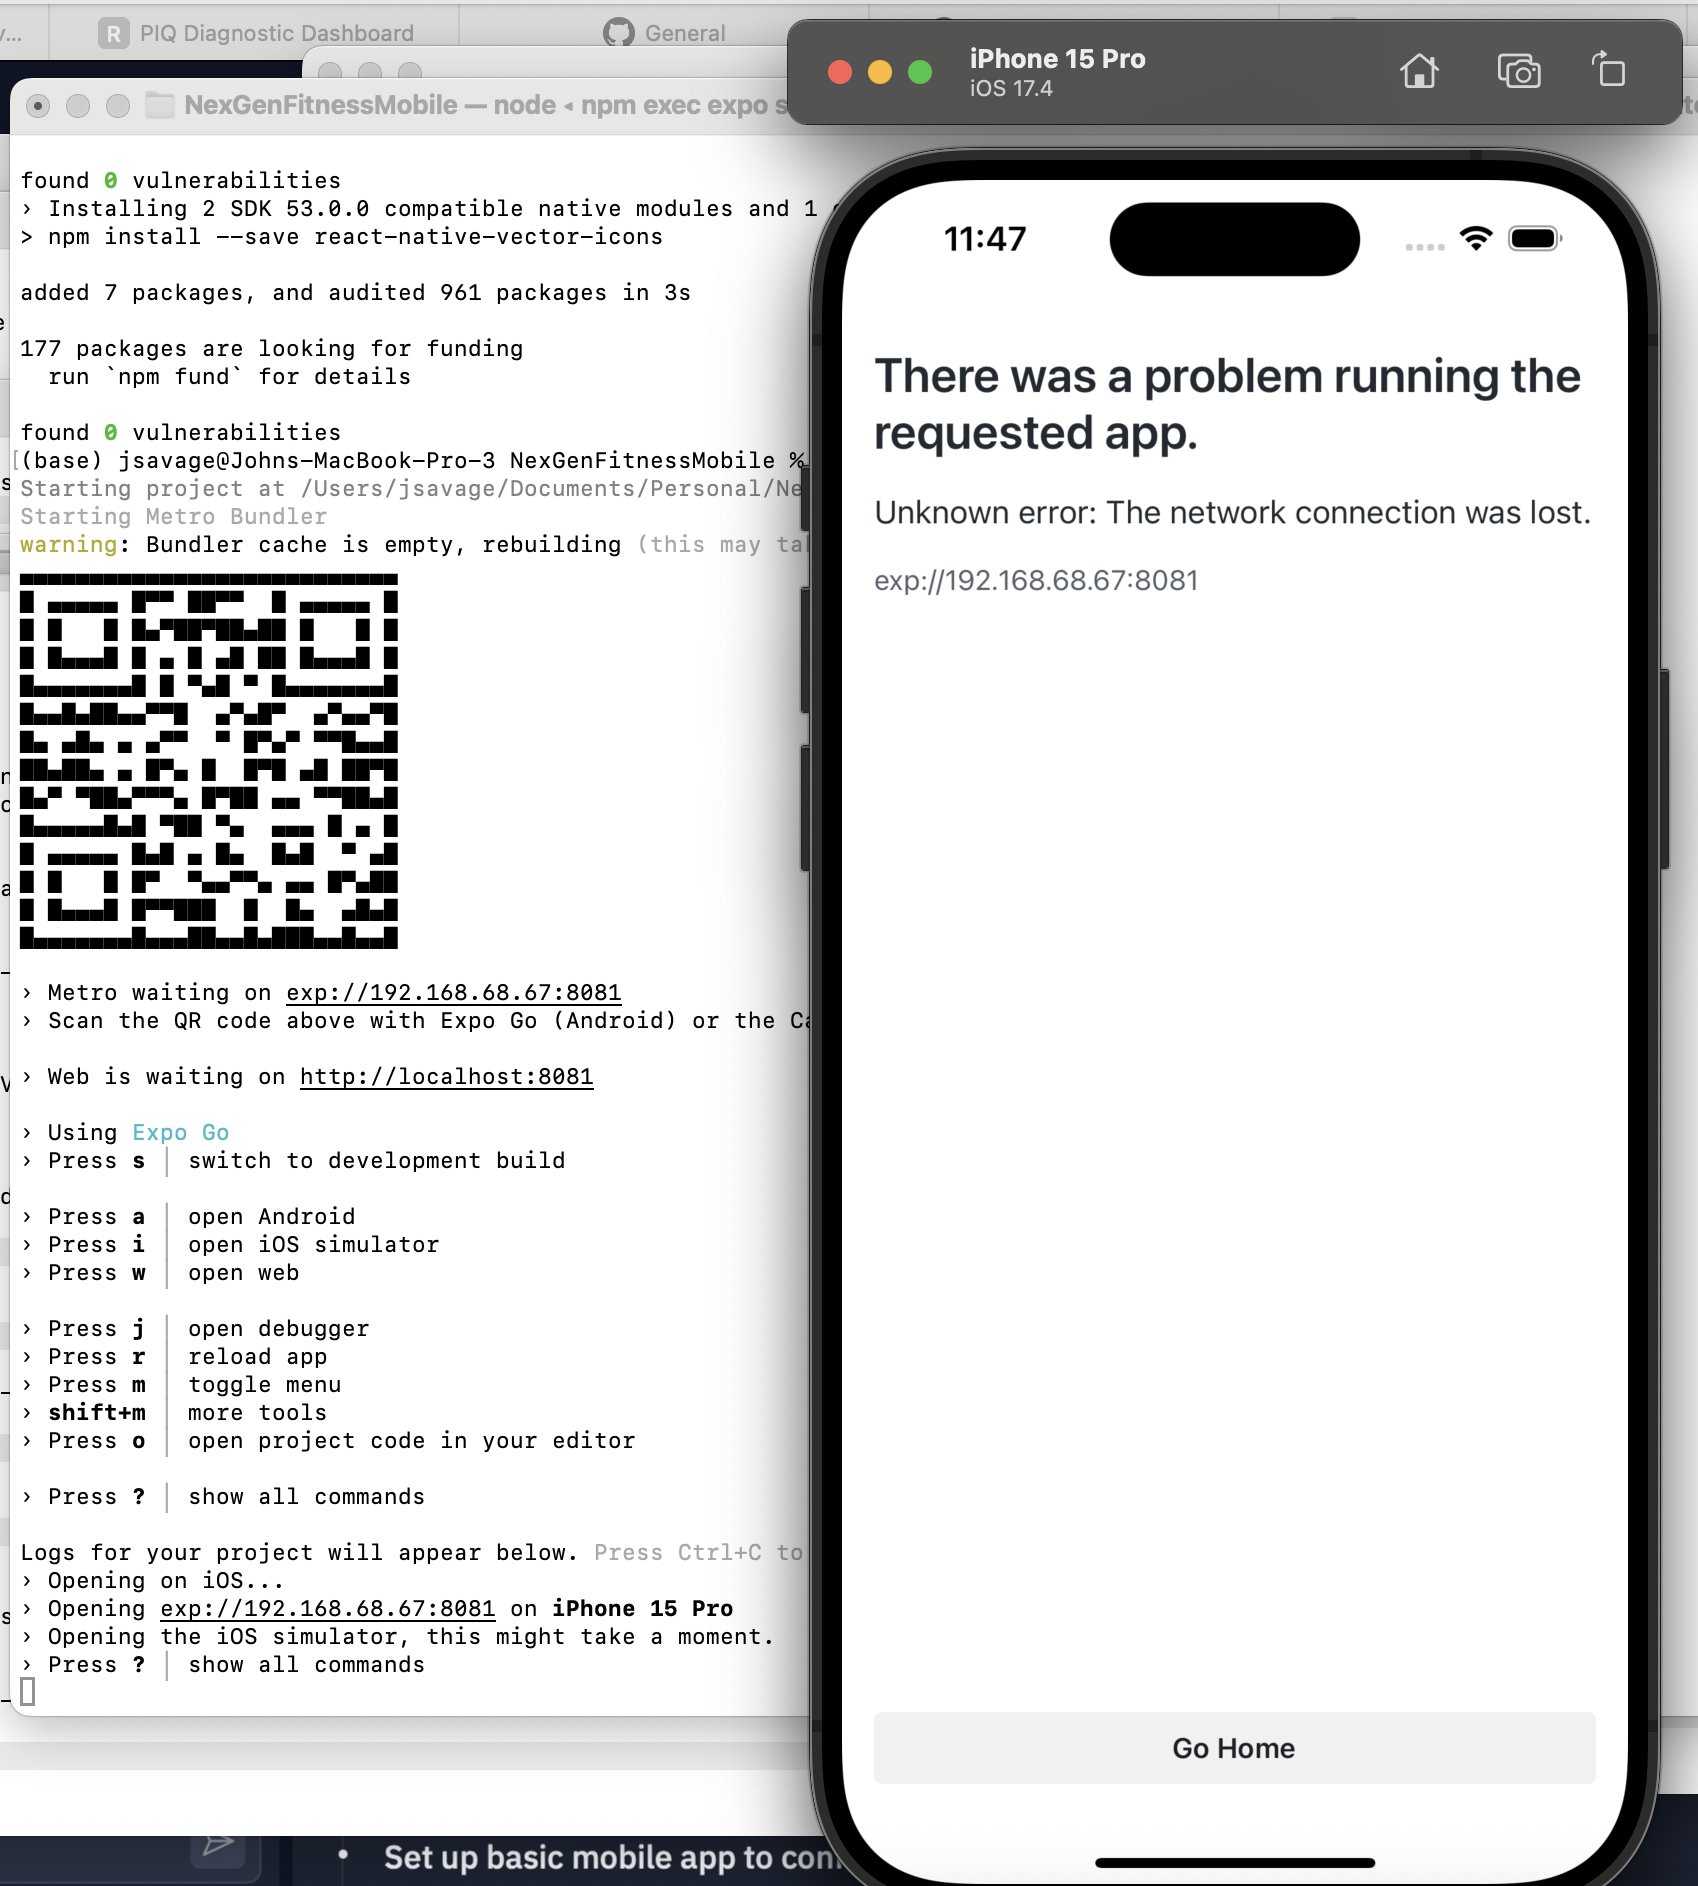 PIQ Diagnostic Dashboard
General
NexGenFitnessMobile — node ◂ npm exec expo s
iPhone 15 Pro
iOS 17.4
found 0 vulnerabilities
› Installing 2 SDK 53.0.0 compatible native modules and 1
> npm install --save react-native-vector-icons
added 7 packages, and audited 961 packages in 3s
177 packages are looking for funding
run `npm fund` for details
found 0 vulnerabilities
(base) jsavage@Johns-MacBook-Pro-3 NexGenFitnessMobile %
Starting project at /Users/jsavage/Documents/Personal/Ne
Starting Metro Bundler
warning: Bundler cache is empty, rebuilding (this may ta
› Metro waiting on exp://192.168.68.67:8081
› Scan the QR code above with Expo Go (Android) or the Ca
› Web is waiting on http://localhost:8081
› Using Expo Go
› Press s │ switch to development build
› Press a │ open Android
› Press i │ open iOS simulator
› Press w │ open web
› Press j │ open debugger
› Press r │ reload app
› Press m │ toggle menu
› shift+m │ more tools
› Press o │ open project code in your editor
› Press ? │ show all commands
Logs for your project will appear below. Press Ctrl+C to
› Opening on iOS...
› Opening exp://192.168.68.67:8081 on iPhone 15 Pro
› Opening the iOS simulator, this might take a moment.
› Press ? │ show all commands
11:47
There was a problem running the
requested app.
Unknown error: The network connection was lost.
exp://192.168.68.67:8081
Go Home
• Set up basic mobile app to con